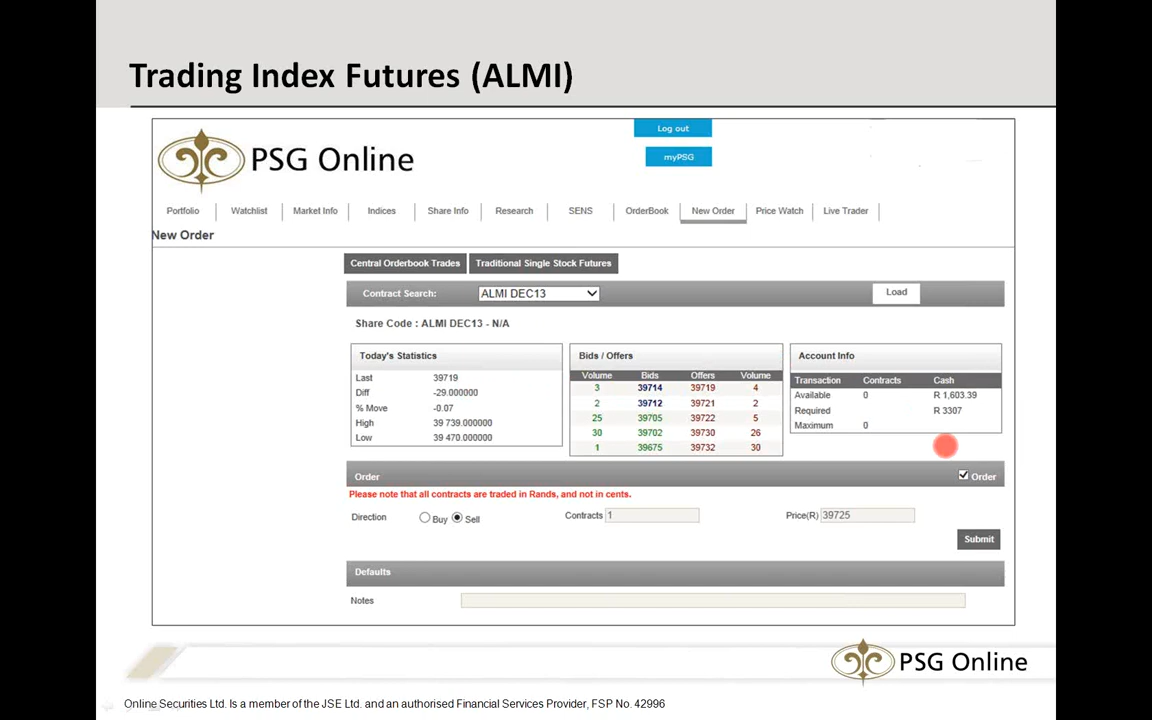 Trading Index Futures (ALMI)
Log out
PSG Online
myPSG
Portfolio Watchlist Market Info Indices Share Info Research SENS OrderBook New Order Price Watch Live Trader
New Order
Central Orderbook Trades Traditional Single Stock Futures
Contract Search: ALMI DEC13 Load
Share Code : ALMI DEC13 - N/A
Today's Statistics
Last 39719
Diff -29.000000
% Move -0.07
High 39 739.000000
Low 39 470.000000
Bids / Offers
Volume Bids Offers Volume
3 39714 39719 4
2 39712 39721 2
25 39705 39722 5
30 39702 39730 26
1 39675 39732 30
Account Info
Transaction Contracts Cash
Available 0 R 1,603.39
Required R 3307
Maximum 0
Order Order
Please note that all contracts are traded in Rands, and not in cents.
Direction Buy Sell Contracts 1 Price(R) 39725
Submit
Defaults
Notes
PSG Online
Online Securities Ltd. Is a member of the JSE Ltd. and an authorised Financial Services Provider, FSP No. 42996